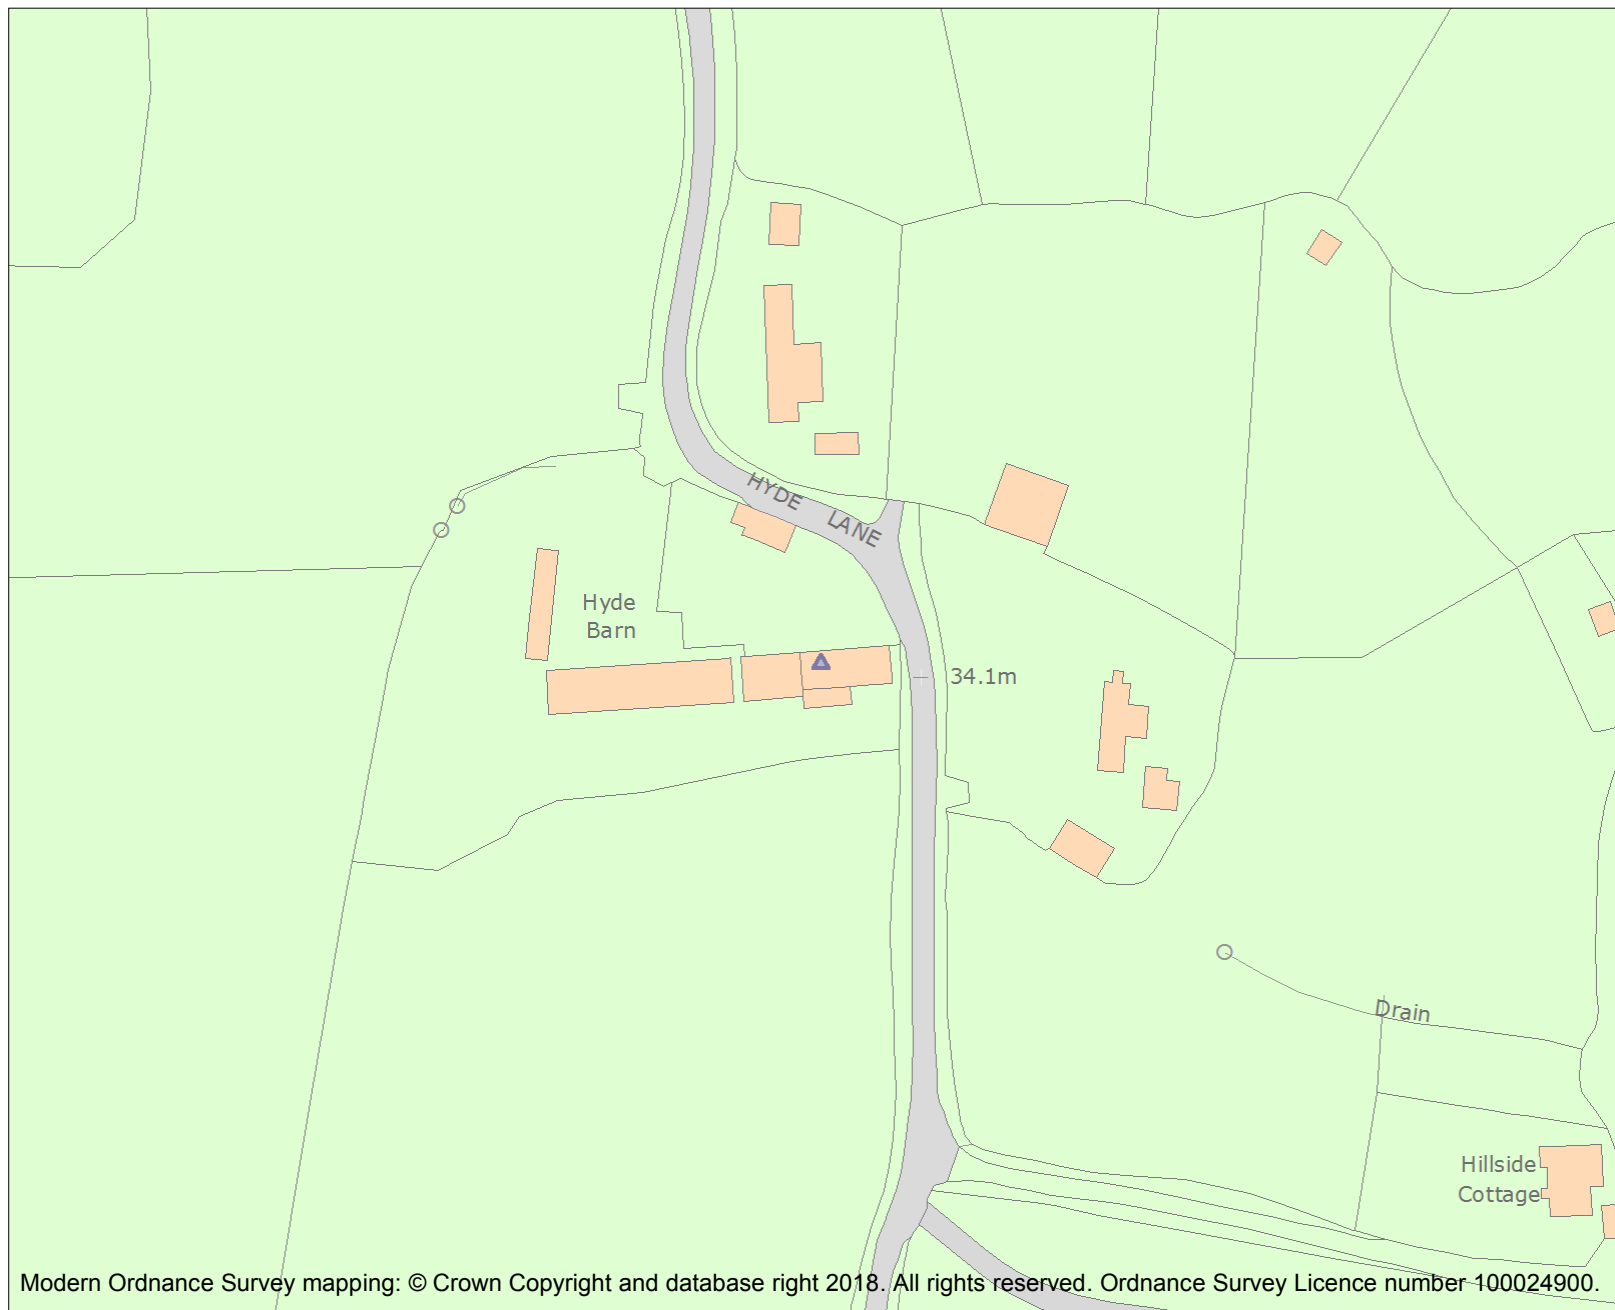 HYDE LANE
Hyde
Barn
34.1m
Drain
Hillside
Cottage
Modern Ordnance Survey mapping: © Crown Copyright and database right 2018. All rights reserved. Ordnance Survey Licence number 100024900.